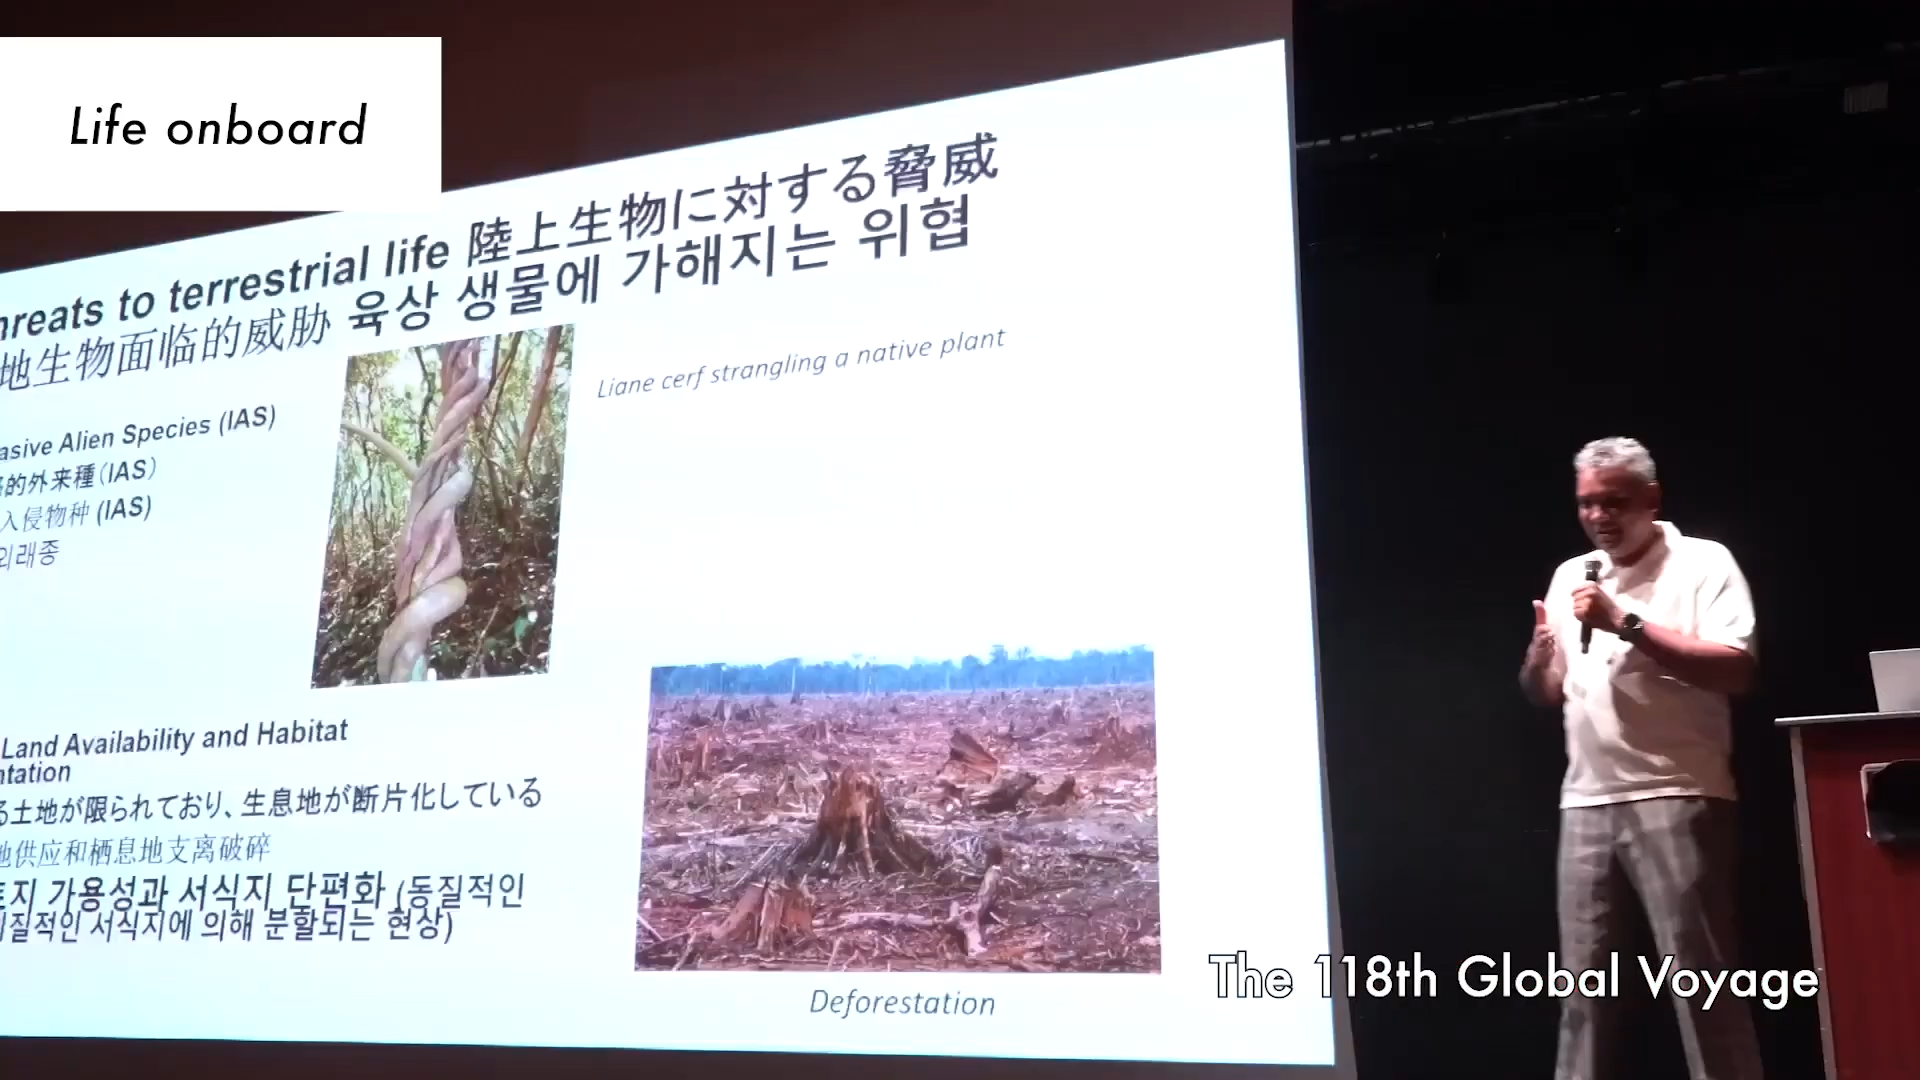 Life onboard
hreats to terrestrial life 陸上生物に対する脅威
地生物面临的威胁 육상 생물에 가해지는 위협
Liane cerf strangling a native plant
asive Alien Species (IAS)
的外来種(IAS)
入侵物种 (IAS)
외래종
Land Availability and Habitat
ntation
る土地が限られており、生息地が断片化している
地供应和栖息地支离破碎
토지 가용성과 서식지 단편화 (동질적인
이질적인 서식지에 의해 분할되는 현상)
Deforestation
The 118th Global Voyage